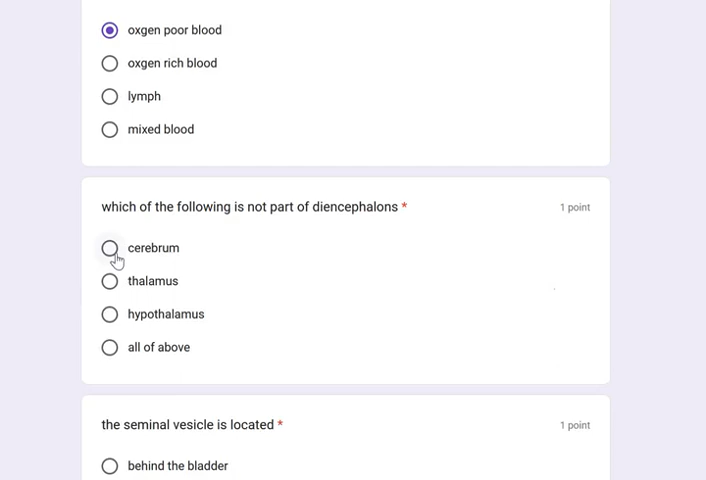 oxgen poor blood
oxgen rich blood
lymph
mixed blood
which of the following is not part of diencephalons *
1 point
cerebrum
thalamus
hypothalamus
all of above
the seminal vesicle is located *
1 point
behind the bladder